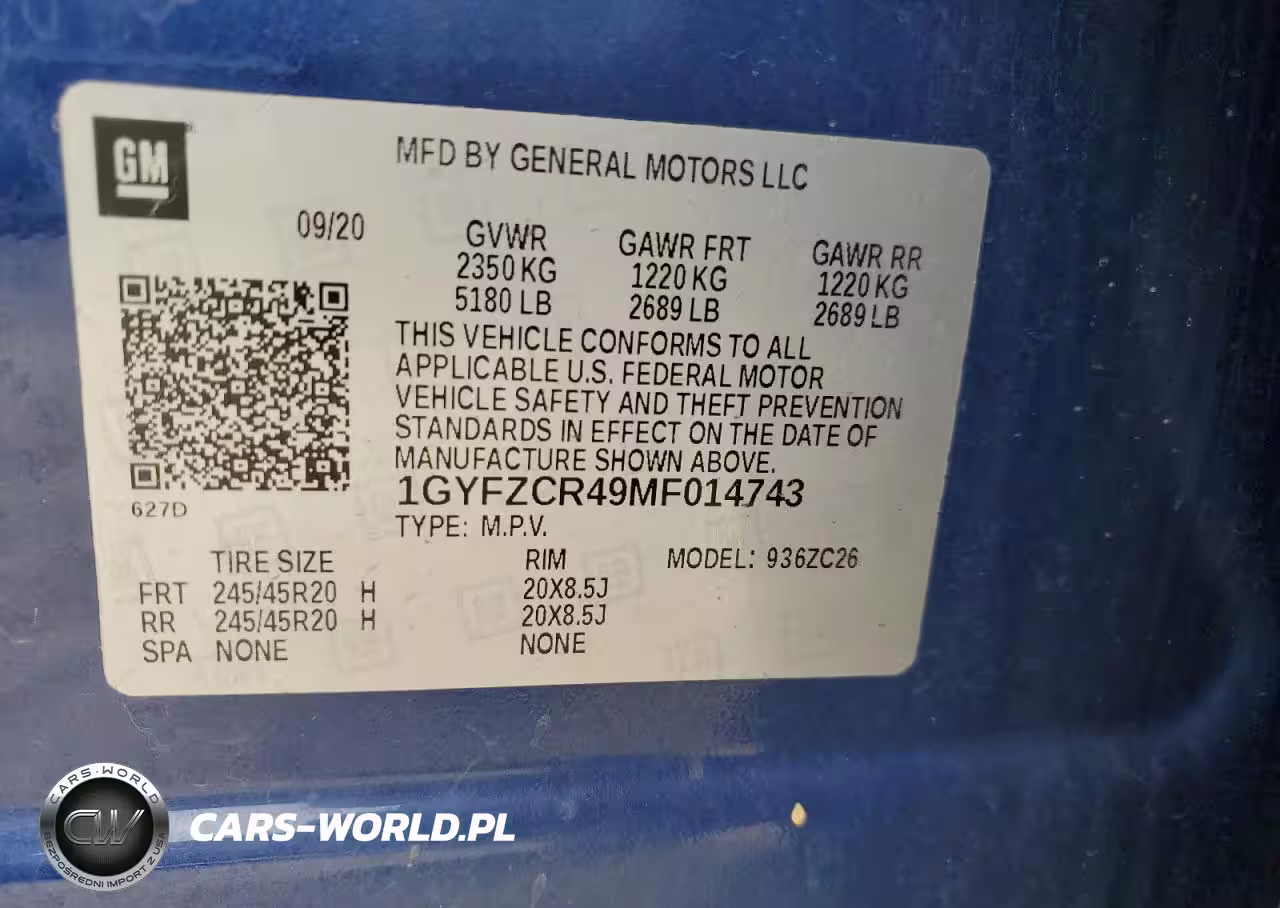 GM
MFD BY GENERAL MOTORS LLC
09/20
GVWR GAWR FRT GAWR RR
2350 KG 1220 KG 1220 KG
5180 LB 2689 LB 2689 LB
THIS VEHICLE CONFORMS TO ALL
APPLICABLE U.S. FEDERAL MOTOR
VEHICLE SAFETY AND THEFT PREVENTION
STANDARDS IN EFFECT ON THE DATE OF
MANUFACTURE SHOWN ABOVE.
1GYFZCR49MF014743
627D
TYPE: M.P.V.
TIRE SIZE RIM MODEL: 936ZC26
FRT 245/45R20 H 20X8.5J
RR 245/45R20 H 20X8.5J
SPA NONE NONE
CARS-WORLD
CW
BEZPOŚREDNI IMPORT Z USA
CARS-WORLD.PL